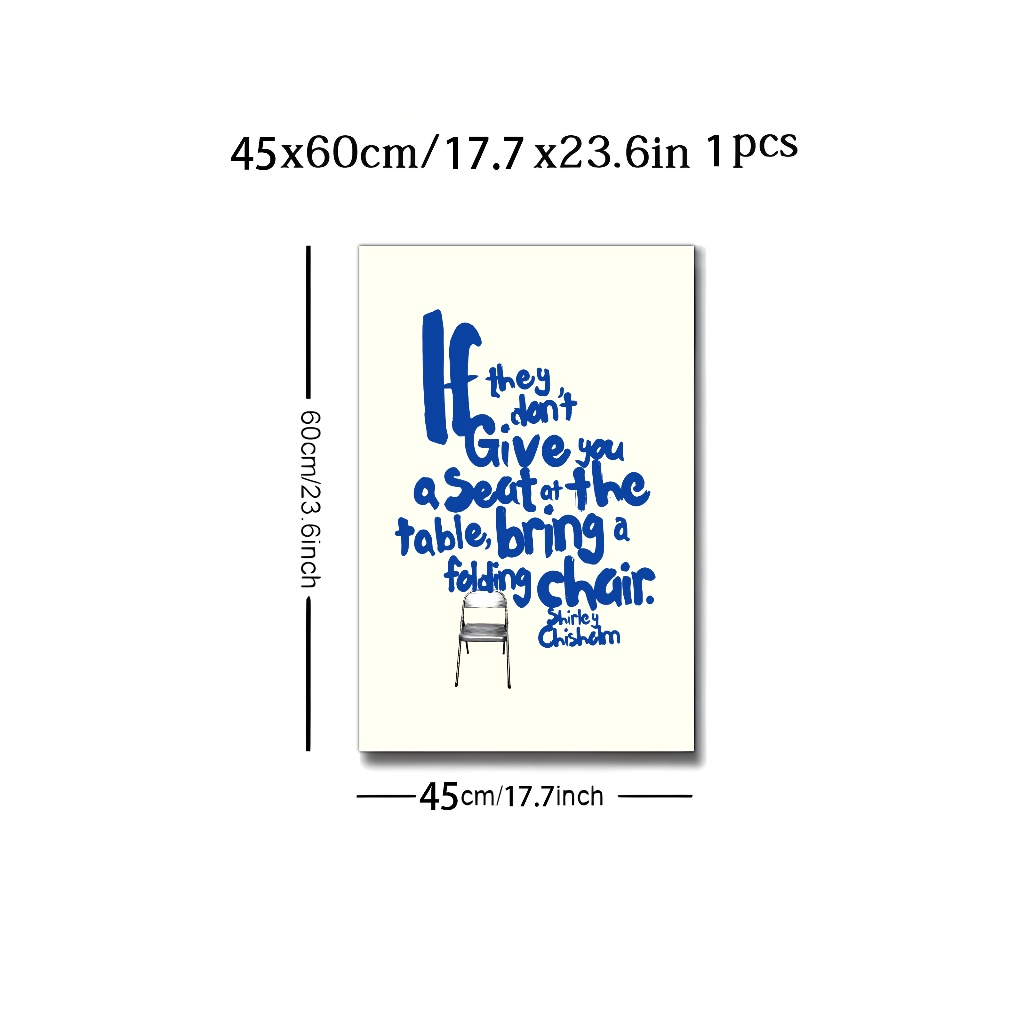 45x60cm/17.7 x23.6in 1pcs
60cm/23.6inch
If they,
don't
Give you
a Seat at the
table, bring a
folding chair.
Shirley
Chisholm
45cm/17.7inch